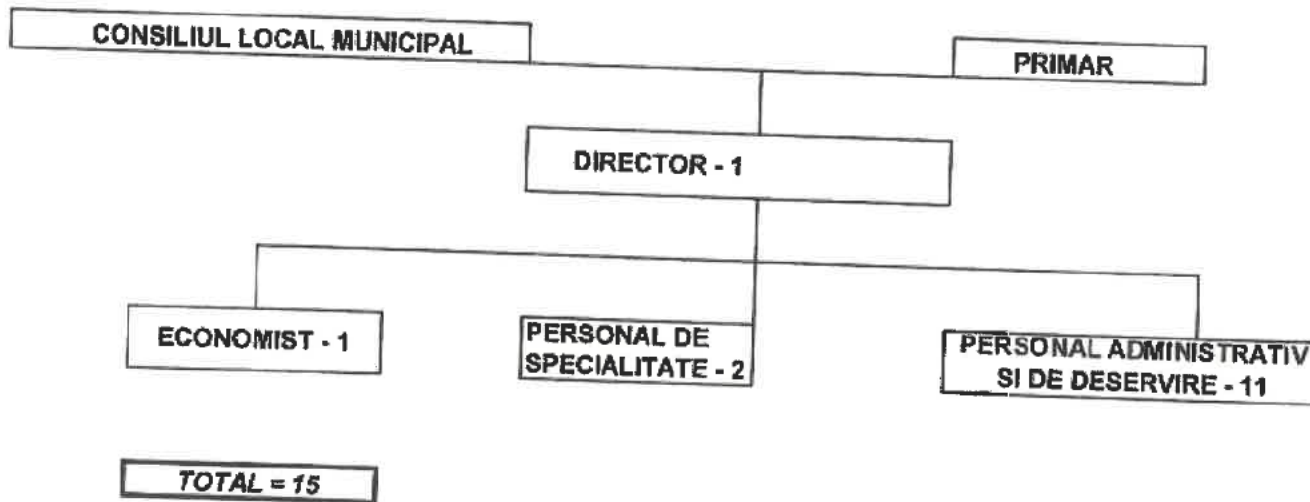 CONSILIUL LOCAL MUNICIPAL
PRIMAR
DIRECTOR - 1
ECONOMIST - 1
PERSONAL DE
SPECIALITATE - 2
PERSONAL ADMINISTRATIV
SI DE DESERVIRE - 11
TOTAL = 15